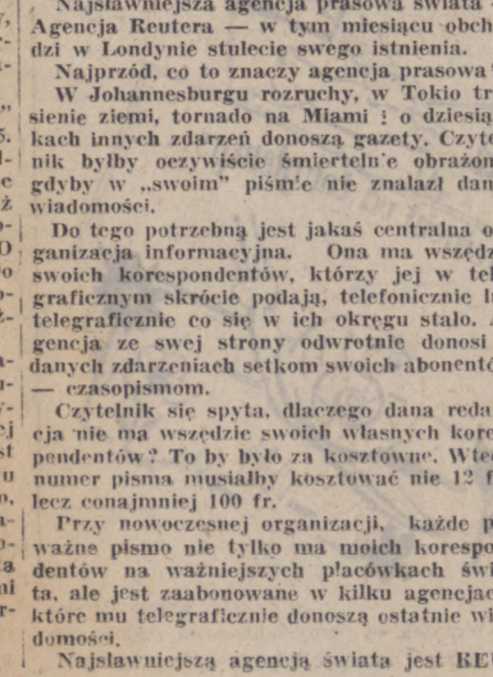 Najsławniejsza agencja prasowa świata
Agencja Reutera — w tym miesiącu obch
dzi w Londynie stulecie swego istnienia.
Najprzód, co to znaczy agencja prasowa
W Johannesburgu rozruchy, w Tokio tr
sienie ziemi, tornado na Miami i o dziesią
kach innych zdarzeń donoszą gazety. Czyte
nik byłby oczywiście śmiertelnie obrażon
gdyby w „swoim” piśmie nie znalazł dan
wiadomości.
Do tego potrzebną jest jakaś centralna o
ganizacja informacyjna. Ona ma wszędz
swoich korespondentów, którzy jej w tel
graficznym skrócie podają, telefonicznie l
telegraficznie co się w ich okręgu stało. A
gencja ze swej strony odwrotnie donosi
danych zdarzeniach setkom swoich abonentó
— czasopismom.
Czytelnik się spyta, dlaczego dana reda
cja nie ma wszędzie swoich własnych kore
pondentów? To by było za kosztowne. Wted
numer pisma musiałby kosztować nie 12 f
lecz conajmniej 100 fr.
Przy nowoczesnej organizacji, każde p
ważne pismo nie tylko ma moich korespo
dentów na ważniejszych placówkach świ
ta, ale jest zaabonowane w kilku agencjac
które mu telegraficznie donoszą ostatnie wi
domości.
Najsławniejszą agencją świata jest RE